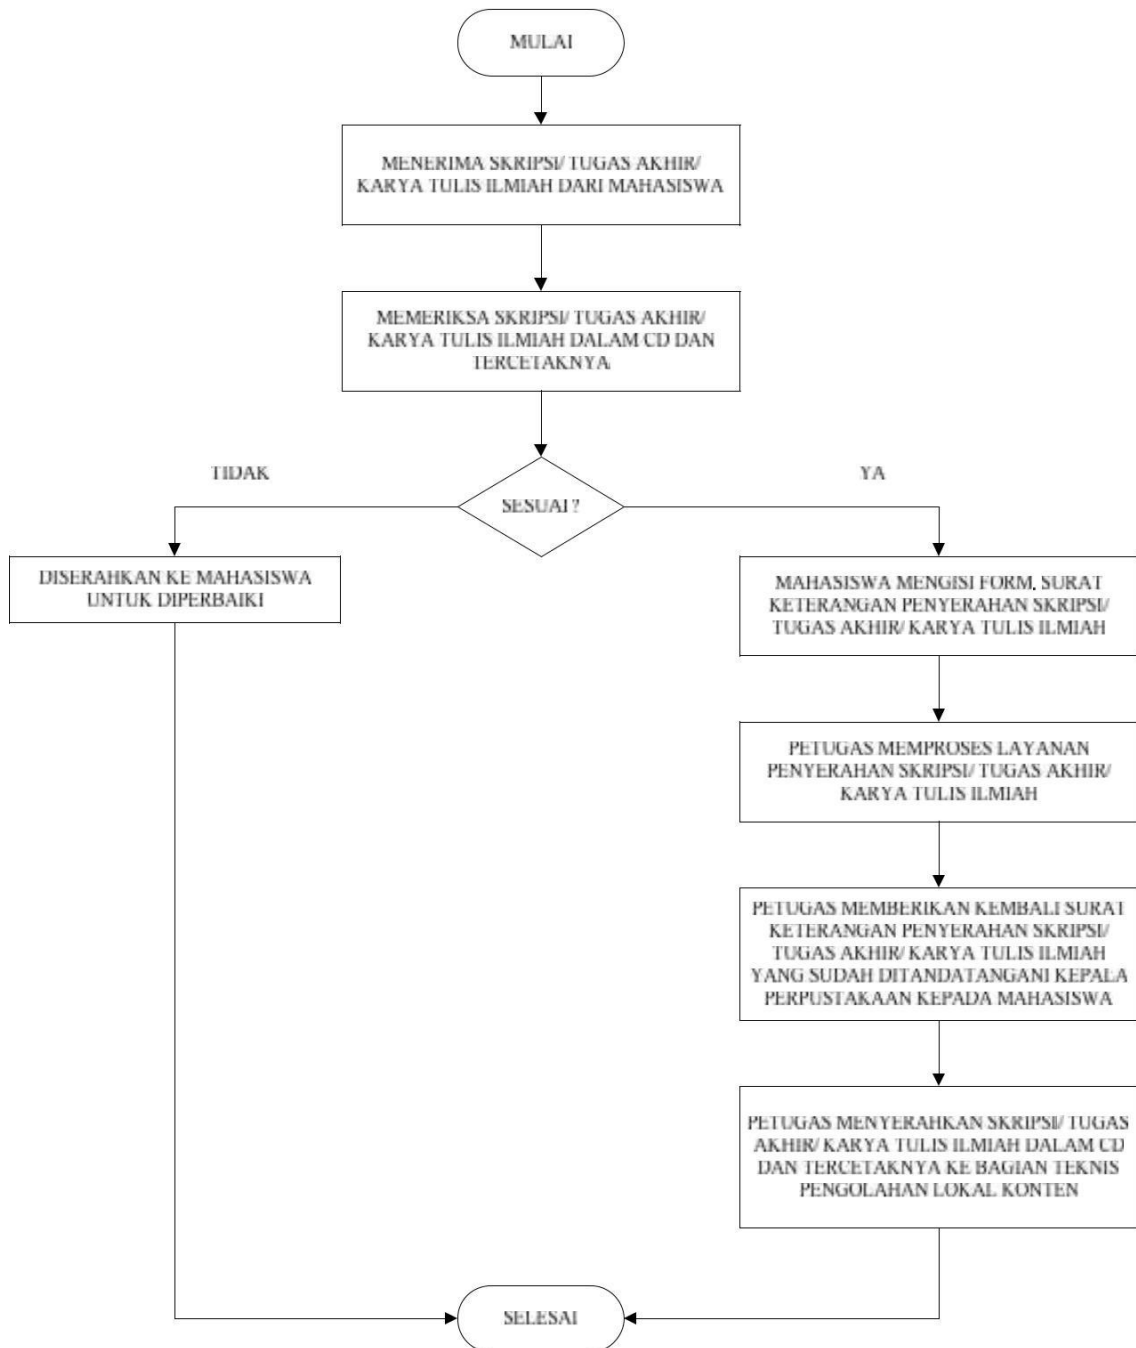 MULAI
MENERIMA SKRIPSI/ TUGAS AKHIR/
KARYA TULIS ILMIAH DARI MAHASISWA
MEMERIKSA SKRIPSI/ TUGAS AKHIR/
KARYA TULIS ILMIAH DALAM CD DAN
TERCETAKNYA
TIDAK
YA
SESUAI ?
DISERAHKAN KE MAHASISWA
UNTUK DIPERBAIKI
MAHASISWA MENGISI FORM. SURAT
KETERANGAN PENYERAHAN SKRIPSI/
TUGAS AKHIR/ KARYA TULIS ILMIAH
PETUGAS MEMPROSES LAYANAN
PENYERAHAN SKRIPSI/ TUGAS AKHIR/
KARYA TULIS ILMIAH
PETUGAS MEMBERIKAN KEMBALI SURAT
KETERANGAN PENYERAHAN SKRIPSI/
TUGAS AKHIR/ KARYA TULIS ILMIAH
YANG SUDAH DITANDATANGANI KEPALA
PERPUSTAKAAN KEPADA MAHASISWA
PETUGAS MENYERAHKAN SKRIPSI/ TUGAS
AKHIR/ KARYA TULIS ILMIAH DALAM CD
DAN TERCETAKNYA KE BAGIAN TEKNIS
PENGOLAHAN LOKAL KONTEN
SELESAI